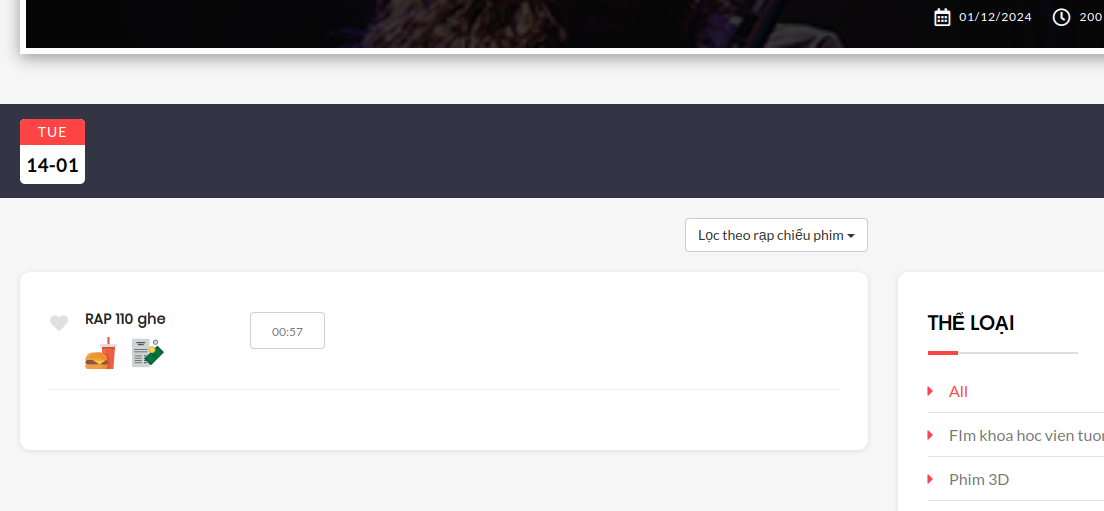 01/12/2024 200
TUE
14-01
Lọc theo rạp chiếu phim
RAP 110 ghe
00:57
THỂ LOẠI
All
FIm khoa hoc vien tuon
Phim 3D